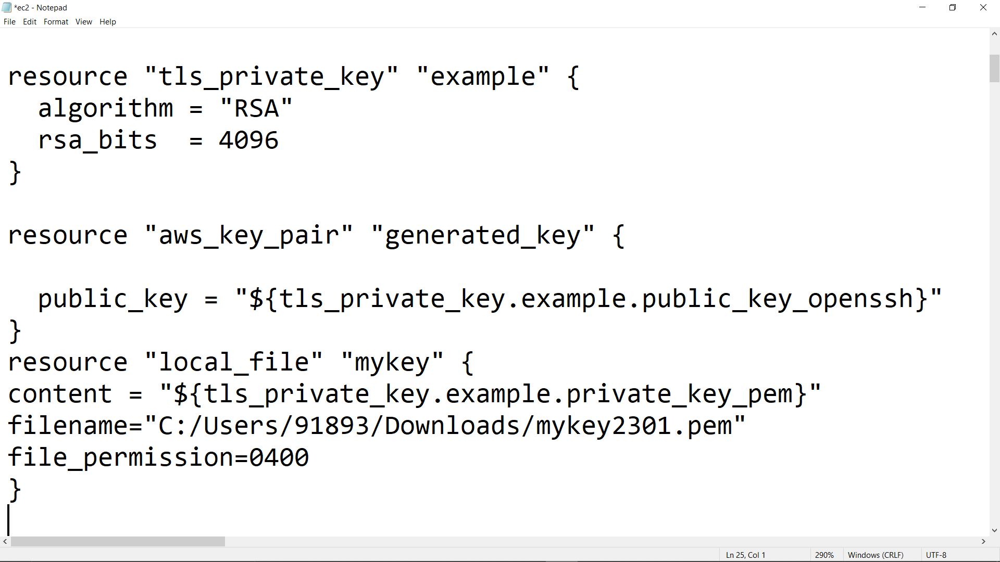 *ec2 - Notepad
File Edit Format View Help
resource "tls_private_key" "example" {
  algorithm = "RSA"
  rsa_bits  = 4096
}
resource "aws_key_pair" "generated_key" {
  public_key = "${tls_private_key.example.public_key_openssh}"
}
resource "local_file" "mykey" {
content = "${tls_private_key.example.private_key_pem}"
filename="C:/Users/91893/Downloads/mykey2301.pem"
file_permission=0400
}
Ln 25, Col 1 290% Windows (CRLF) UTF-8